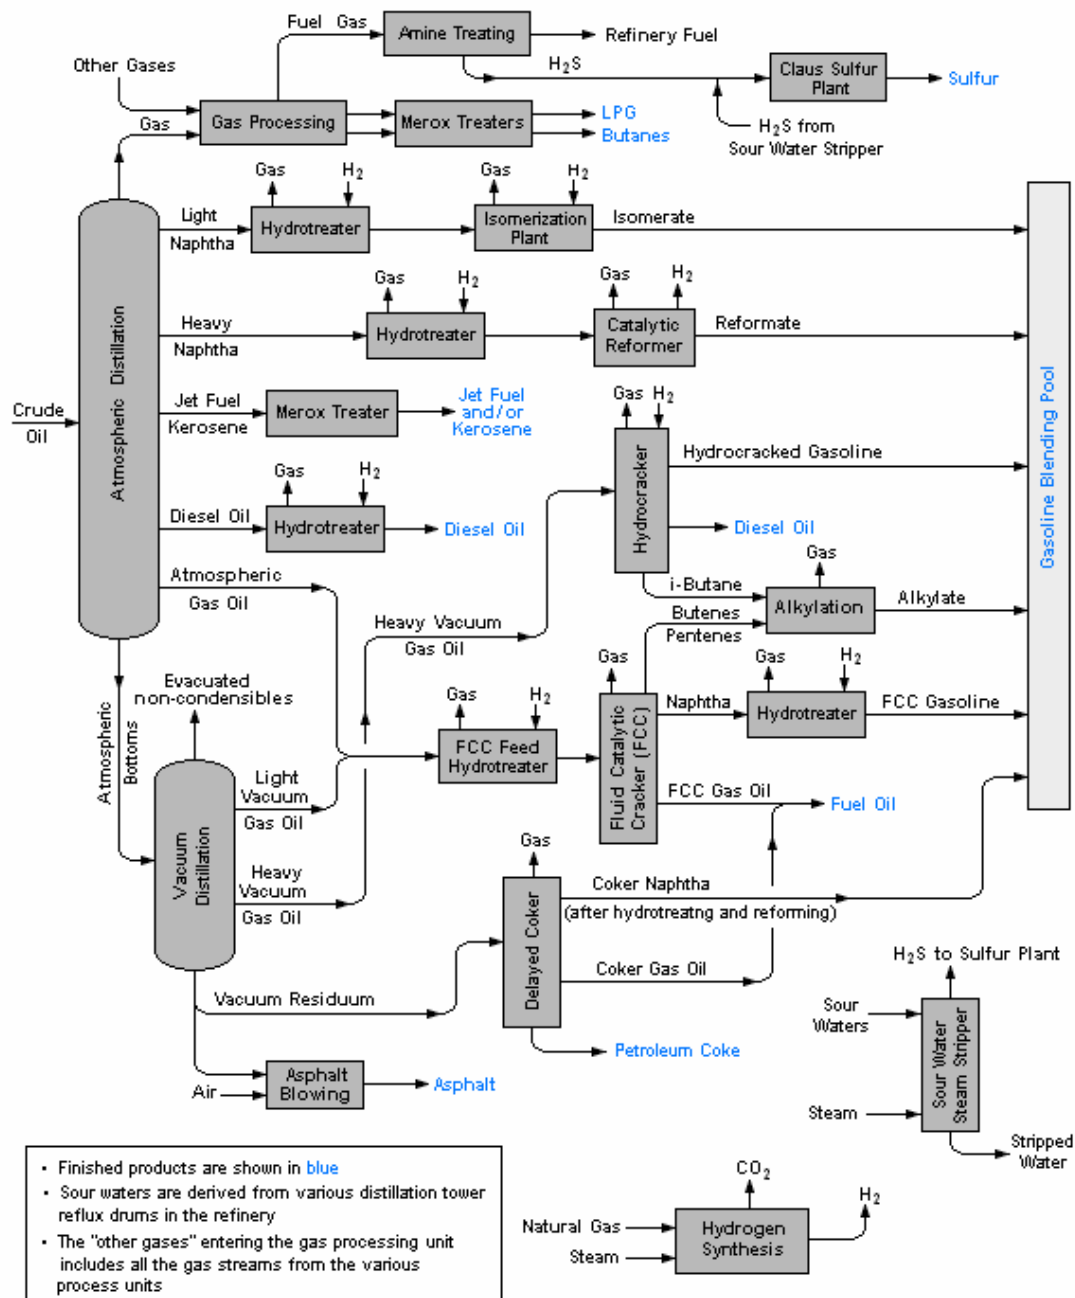 Fuel Gas
Amine Treating
Refinery Fuel
Other Gases
H2S
Claus Sulfur
Plant
Sulfur
Gas
Gas Processing
Merox Treaters
LPG
Butanes
H2S from
Sour Water Stripper
Gas
H2
Gas
H2
Light
Naphtha
Hydrotreater
Isomerization
Plant
Isomerate
Gas
H2
Gas
H2
Heavy
Naphtha
Hydrotreater
Catalytic
Reformer
Reformate
Atmospheric Distillation
Gasoline Blending Pool
Crude
Oil
Jet Fuel
Kerosene
Merox Treater
Jet Fuel
and/or
Kerosene
Gas
H2
Hydrocracker
Hydrocracked Gasoline
Gas
H2
Diesel Oil
Hydrotreater
Diesel Oil
Diesel Oil
Atmospheric
Gas Oil
i-Butane
Gas
Butenes
Pentenes
Alkylation
Alkylate
Heavy Vacuum
Gas Oil
Evacuated
non-condensibles
Atmospheric
Bottoms
Gas
H2
Gas
Gas
H2
Naphtha
Hydrotreater
FCC Gasoline
FCC Feed
Hydrotreater
Fluid Catalytic
Cracker (FCC)
Light
Vacuum
Gas Oil
FCC Gas Oil
Fuel Oil
Vacuum
Distillation
Heavy
Vacuum
Gas Oil
Gas
Delayed Coker
Coker Naphtha
(after hydrotreatng and reforming)
Coker Gas Oil
Vacuum Residuum
Petroleum Coke
H2S to Sulfur Plant
Sour
Waters
Sour Water
Steam Stripper
Steam
Stripped
Water
Air
Asphalt
Blowing
Asphalt
• Finished products are shown in blue
• Sour waters are derived from various distillation tower
reflux drums in the refinery
• The "other gases" entering the gas processing unit
includes all the gas streams from the various
process units
CO2
H2
Natural Gas
Steam
Hydrogen
Synthesis